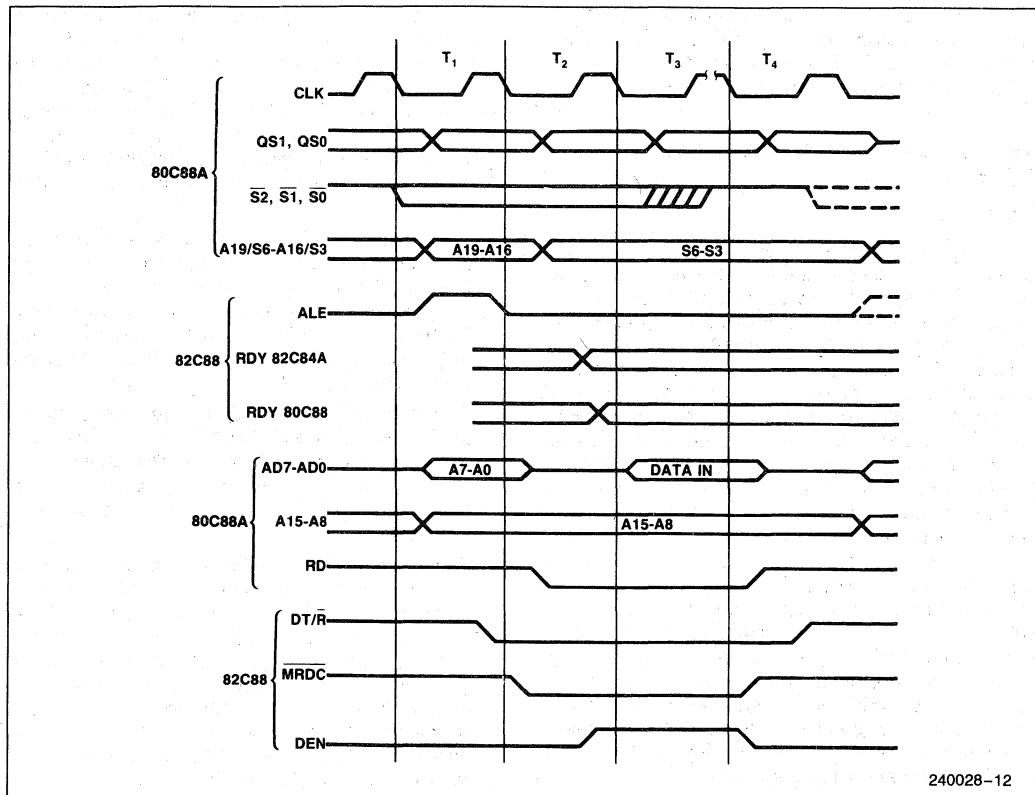 T1 T2 T3 T4
CLK
QS1, QS0
80C88A
S2, S1, S0
A19/S6-A16/S3 A19-A16 S6-S3
ALE
82C88 RDY 82C84A
RDY 80C88
AD7-AD0 A7-A0 DATA IN
80C88A A15-A8 A15-A8
RD
DT/R
82C88 MRDC
DEN
240028-12